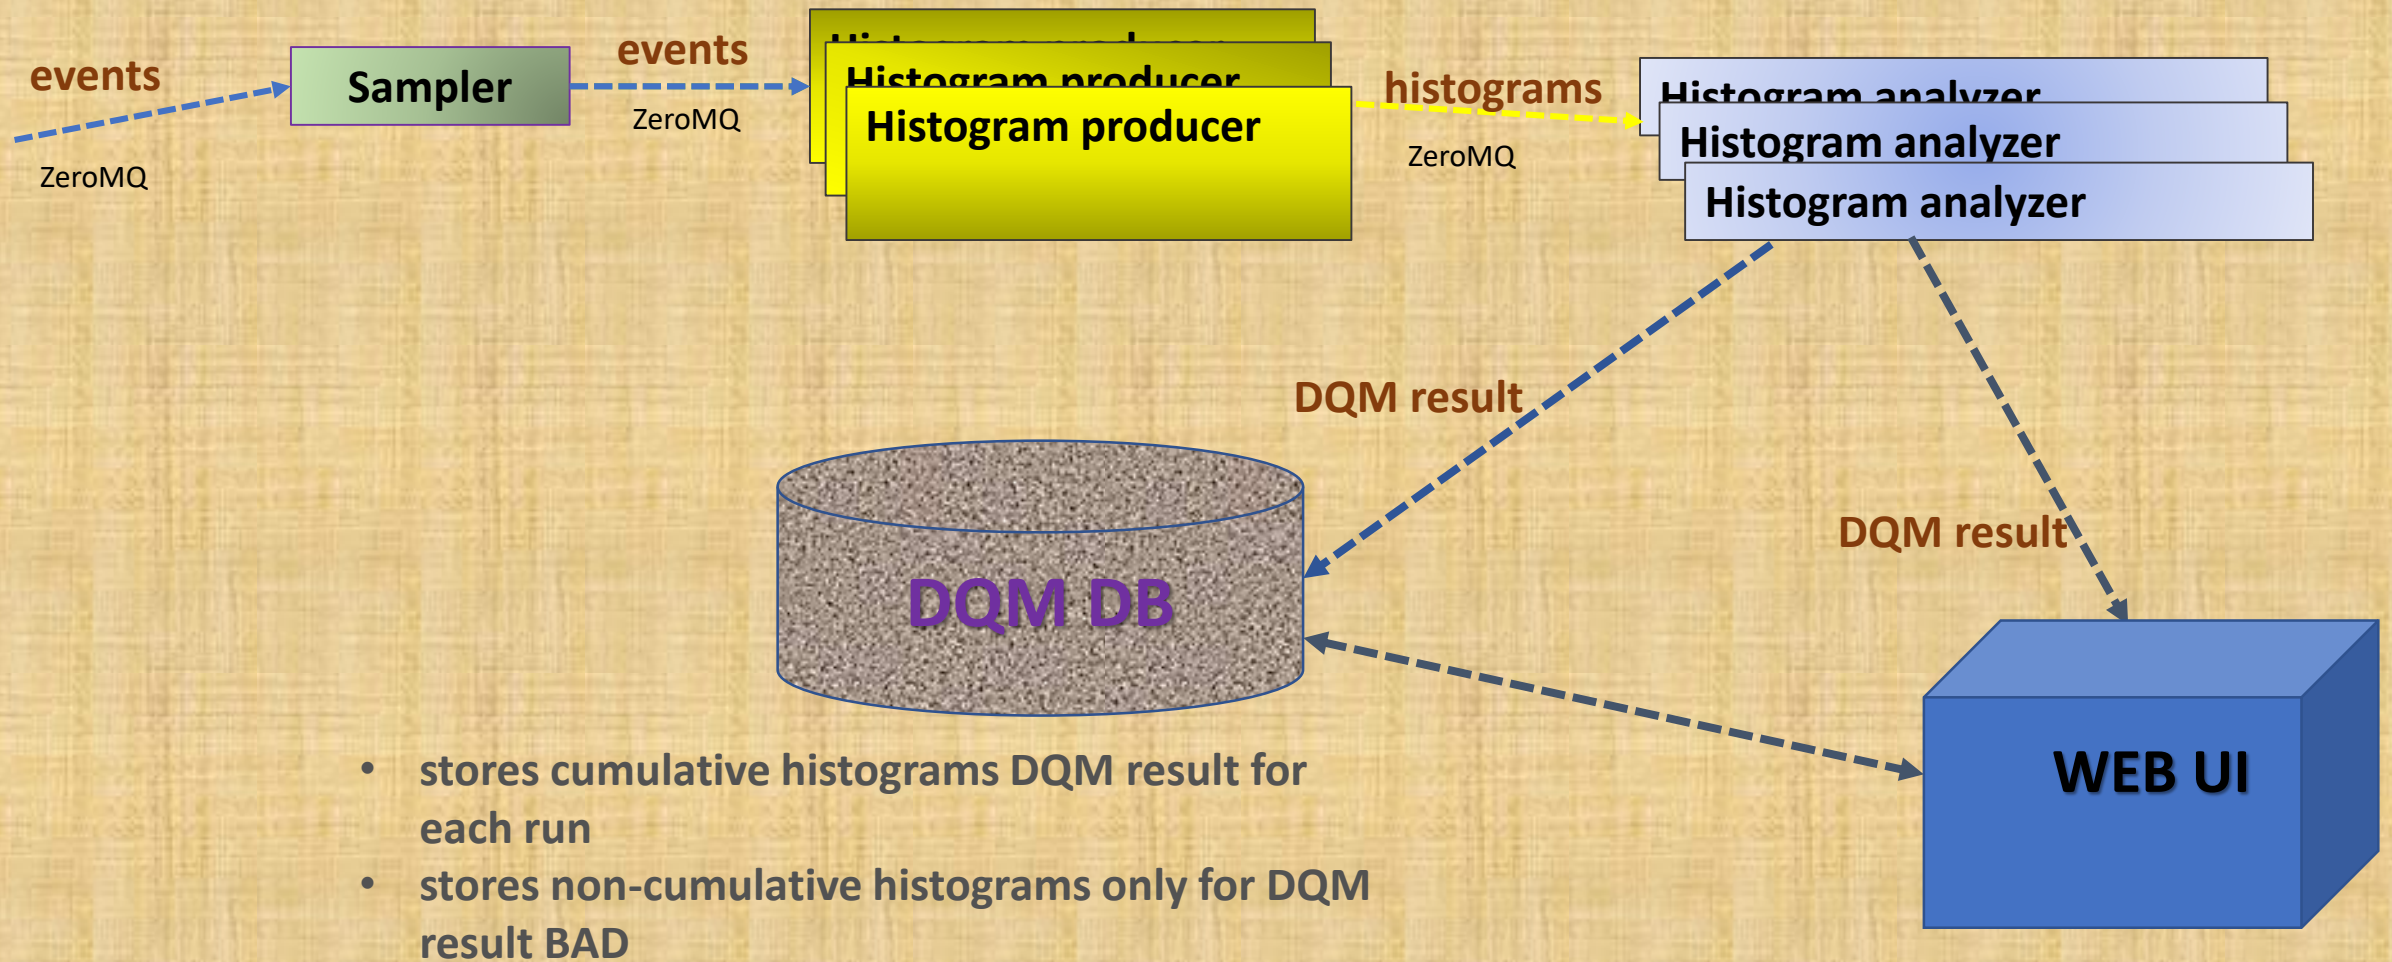 events
ZeroMQ
Sampler
events
ZeroMQ
Histogram producer
Histogram producer
Histogram producer
histograms
ZeroMQ
Histogram analyzer
Histogram analyzer
Histogram analyzer
DQM result
DQM result
DQM DB
WEB UI
• stores cumulative histograms DQM result for
each run
• stores non-cumulative histograms only for DQM
result BAD